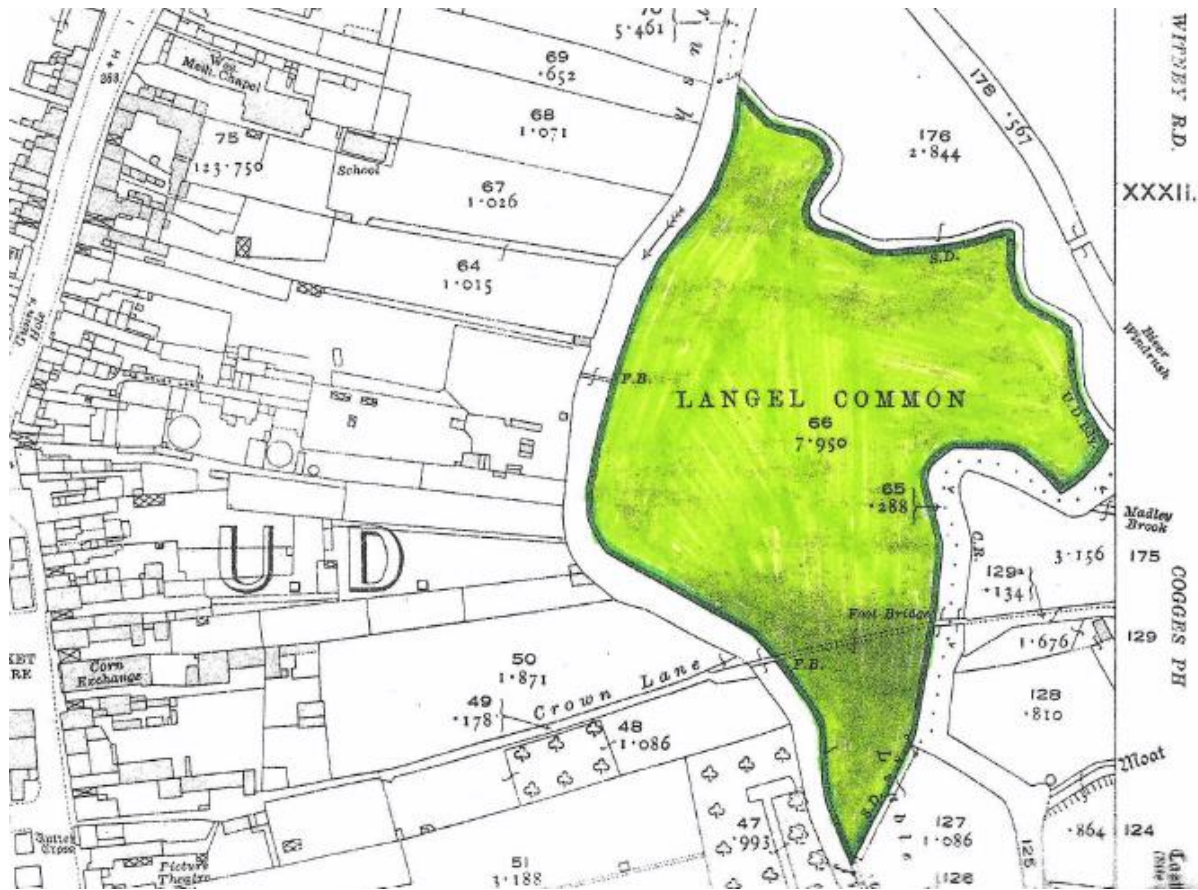 5·461
69
·652
Wes.
Meth. Chapel
68
1·071
75
123·750
School
67
1·026
64
1·015
176
2·844
178 ·567
WITNEY R.D.
XXXII.
S.D.
River
Windrush
F.B.
LANGEL COMMON
66
7·950
U.D. Bdy.
65
·288
Madley
Brook
C.R.
3·156
175
129a
·134
U D
Foot Bridge
1·676
129
COGGES PH
Corn
Exchange
50
1·871
Crown Lane
F.B.
49
·178
48
1·086
128
·810
Moat
47
·993
S.D.
127
1·086
·864
124
125
Butter
Cross
Picture
Theatre
51
3·188
126